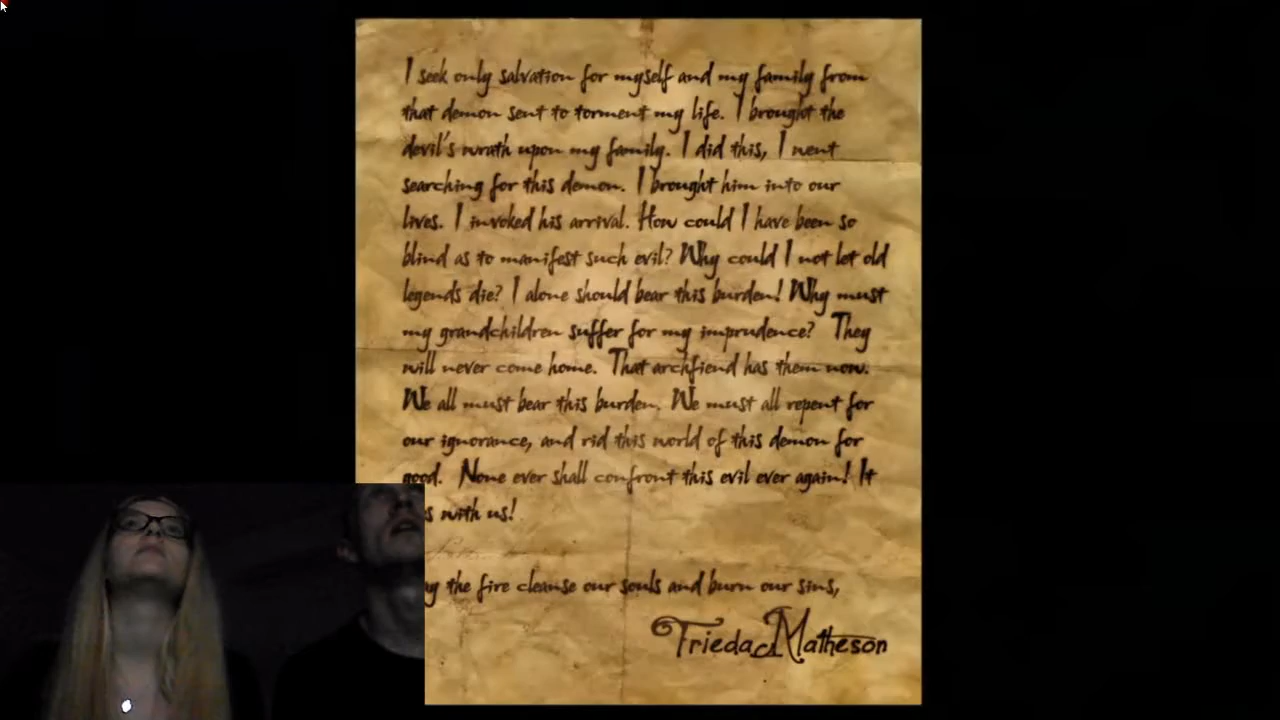 I seek only salvation for myself and my family from
that demon sent to torment my life. I brought the
devil's wrath upon my family. I did this, I went
searching for this demon. I brought him into our
lives. I invoked his arrival. How could I have been so
blind as to manifest such evil? Why could I not let old
legends die? I alone should bear this burden! Why must
my grandchildren suffer for my imprudence? They
will never come home. That archfiend has them now.
We all must bear this burden. We must all repent for
our ignorance, and rid this world of this demon for
good. None ever shall confront this evil ever again! It
with us!
the fire cleanse our souls and burn our sins,
Frieda Matheson